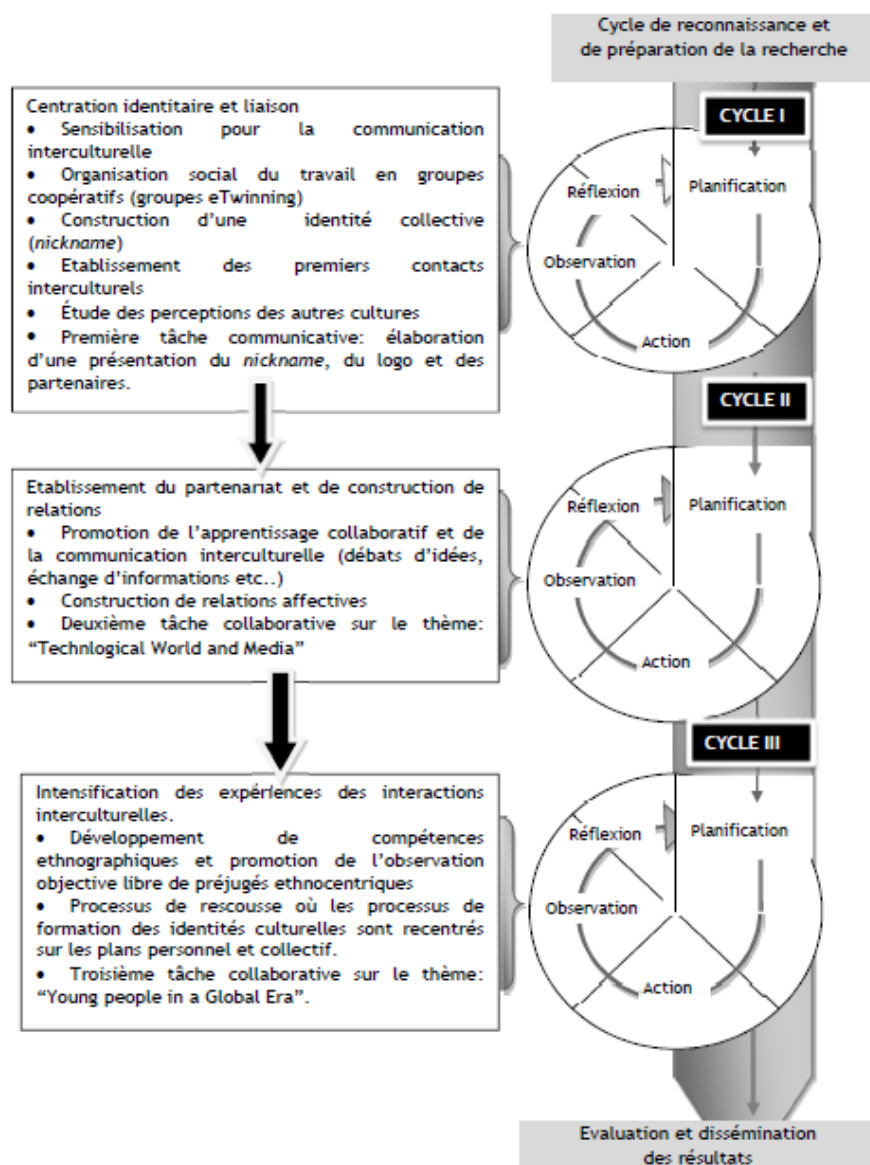 Cycle de reconnaissance et
de préparation de la recherche
CYCLE I
Centration identitaire et liaison
• Sensibilisation pour la communication
interculturelle
• Organisation social du travail en groupes
coopératifs (groupes eTwinning)
• Construction d’une identité collective
(nickname)
• Etablissement des premiers contacts
interculturels
• Étude des perceptions des autres cultures
• Première tâche communicative: élaboration
d’une présentation du nickname, du logo et des
partenaires.
Réflexion
Planification
Observation
Action
CYCLE II
Etablissement du partenariat et de construction de
relations
• Promotion de l’apprentissage collaboratif et de
la communication interculturelle (débats d’idées,
échange d’informations etc..)
• Construction de relations affectives
• Deuxième tâche collaborative sur le thème:
“Technlogical World and Media”
Réflexion
Planification
Observation
Action
CYCLE III
Intensification des expériences des interactions
interculturelles.
• Développement de compétences
ethnographiques et promotion de l’observation
objective libre de préjugés ethnocentriques
• Processus de rescousse où les processus de
formation des identités culturelles sont recentrés
sur les plans personnel et collectif.
• Troisième tâche collaborative sur le thème:
“Young people in a Global Era”.
Réflexion
Planification
Observation
Action
Evaluation et dissémination
des résultats